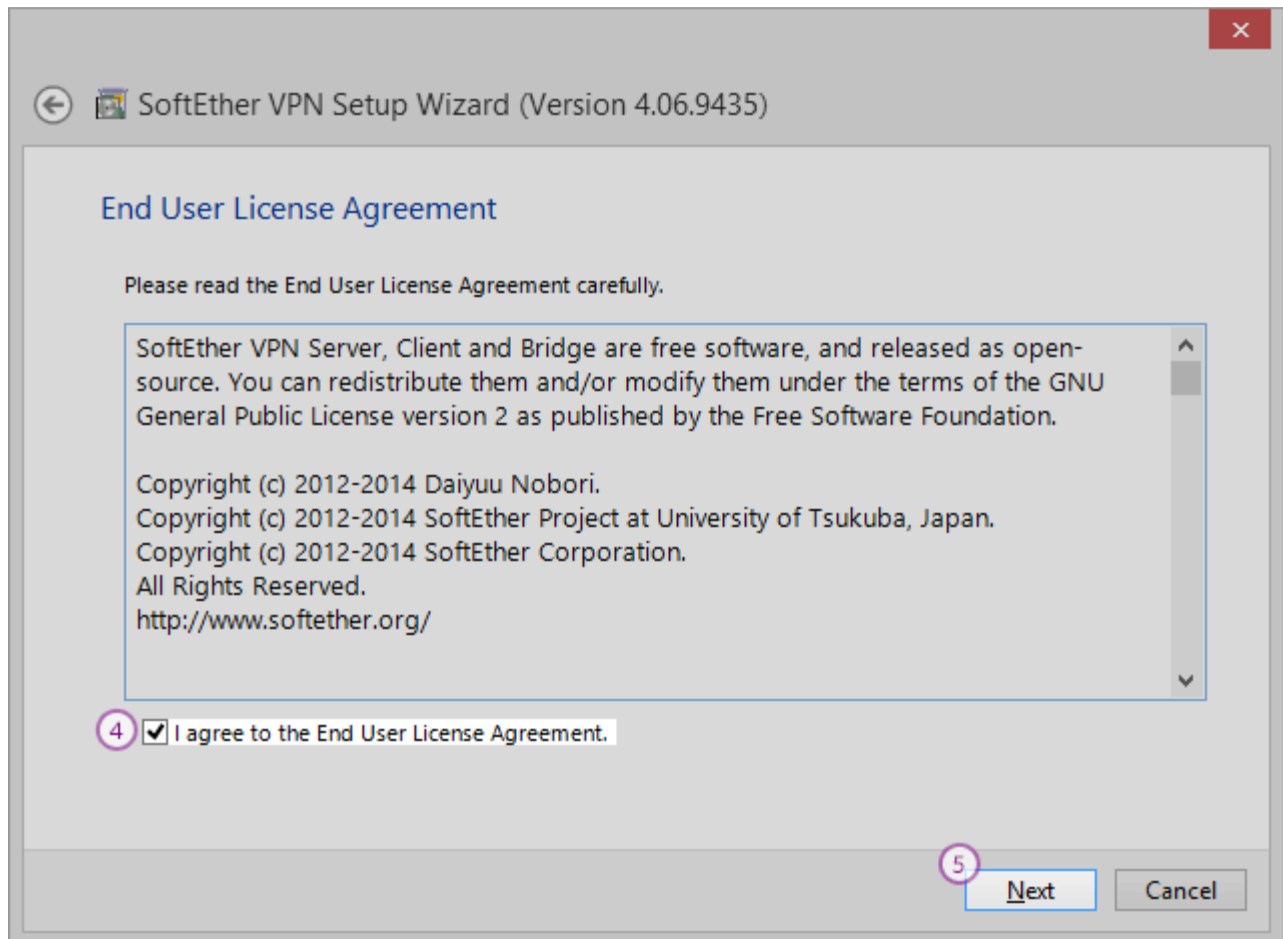 SoftEther VPN Setup Wizard (Version 4.06.9435)
End User License Agreement
Please read the End User License Agreement carefully.
SoftEther VPN Server, Client and Bridge are free software, and released as open-
source. You can redistribute them and/or modify them under the terms of the GNU
General Public License version 2 as published by the Free Software Foundation.
Copyright (c) 2012-2014 Daiyuu Nobori.
Copyright (c) 2012-2014 SoftEther Project at University of Tsukuba, Japan.
Copyright (c) 2012-2014 SoftEther Corporation.
All Rights Reserved.
http://www.softether.org/
4 I agree to the End User License Agreement.
5 Next Cancel